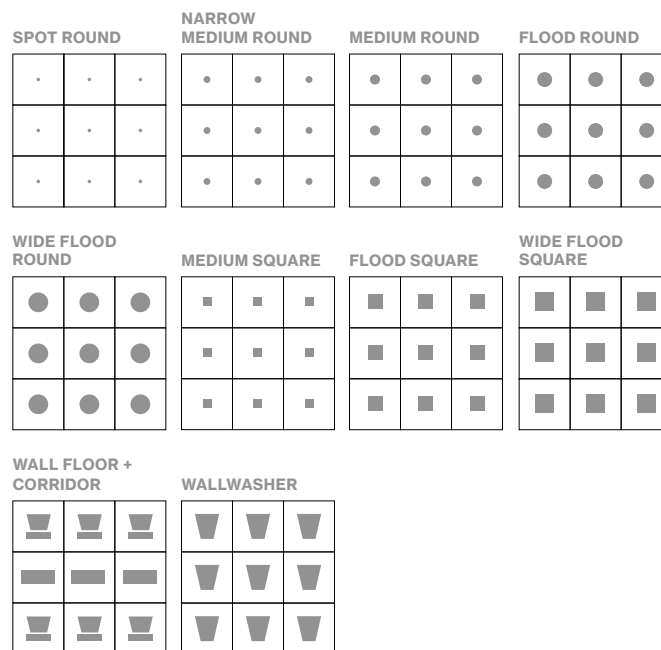 SPOT ROUND
NARROW
MEDIUM ROUND
MEDIUM ROUND
FLOOD ROUND
WIDE FLOOD
ROUND
MEDIUM SQUARE
FLOOD SQUARE
WIDE FLOOD
SQUARE
WALL FLOOR +
CORRIDOR
WALLWASHER